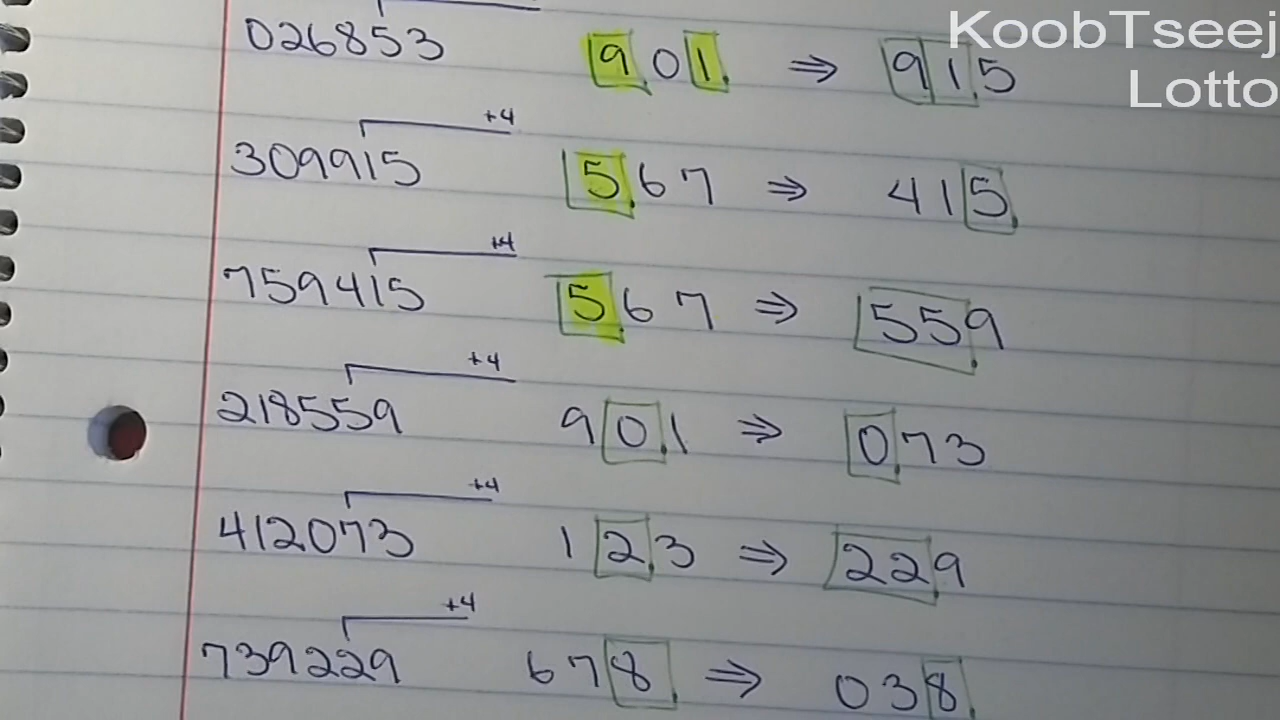 KoobTseej
Lotto
026853 901 ⇒ 915
+4
309915 567 ⇒ 415
+4
759415 567 ⇒ 559
+4
218559 901 ⇒ 073
+4
412073 123 ⇒ 229
+4
739229 678 ⇒ 038